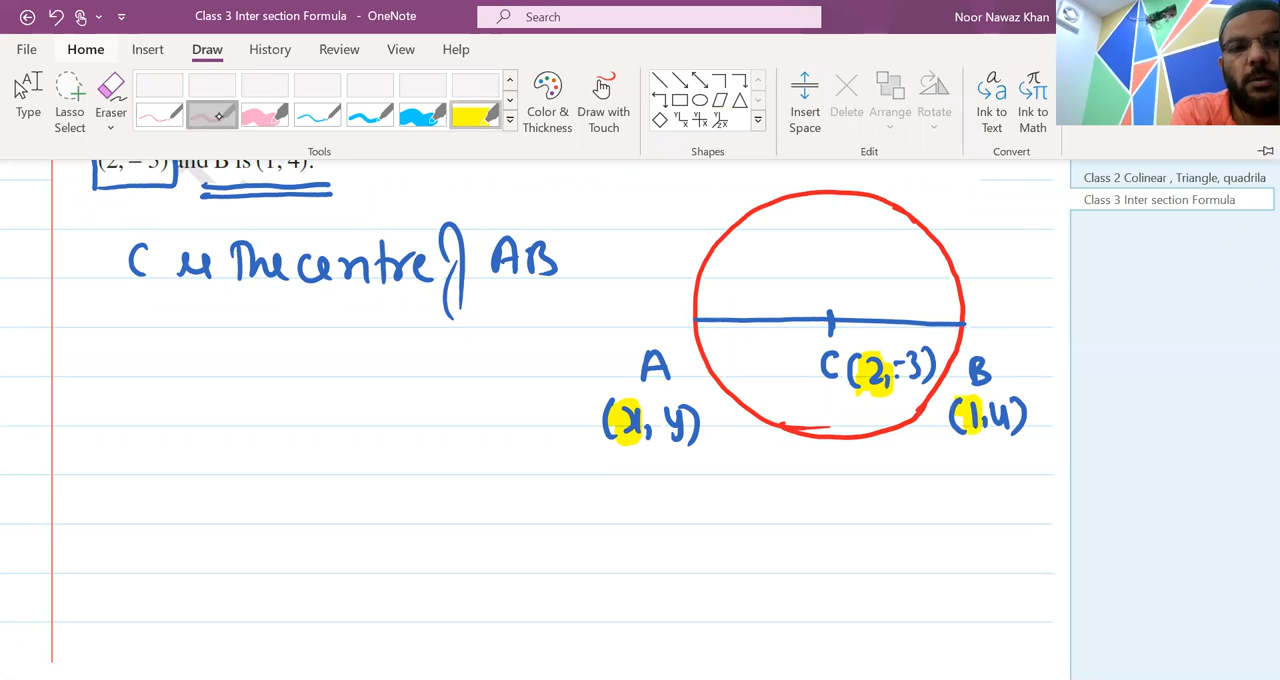 Class 3 Inter section Formula - OneNote
Search
Noor Nawaz Khan
File Home Insert Draw History Review View Help
Type
Lasso Select
Eraser
Color & Thickness
Draw with Touch
Insert Space
Delete
Arrange
Rotate
Ink to Text
Ink to Math
Tools
Shapes
Edit
Convert
(2, – 3) and B is (1, 4).
Class 2 Colinear , Triangle, quadrila
Class 3 Inter section Formula
C is The centre of AB
A
C (2,-3)
B
(x, y)
(1,4)